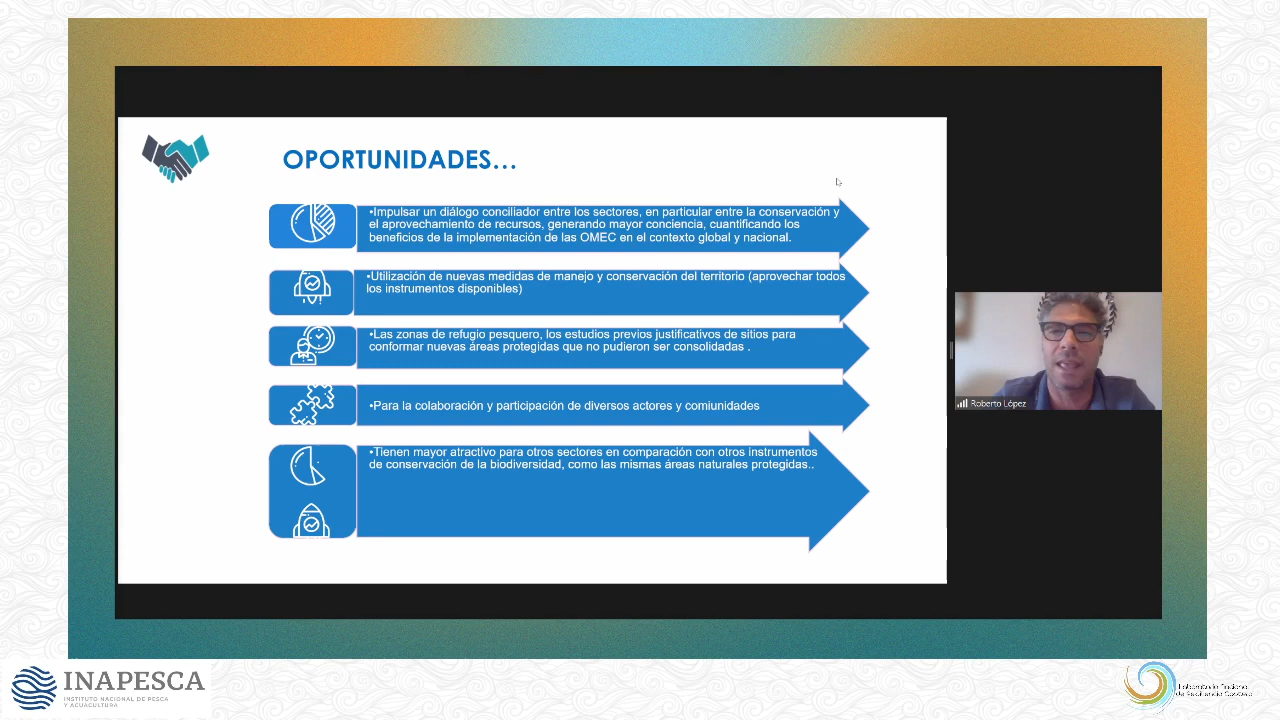 OPORTUNIDADES...
•Impulsar un diálogo conciliador entre los sectores, en particular entre la conservación y
el aprovechamiento de recursos, generando mayor conciencia, cuantificando los
beneficios de la implementación de las OMEC en el contexto global y nacional.
•Utilización de nuevas medidas de manejo y conservación del territorio (aprovechar todos
los instrumentos disponibles)
•Las zonas de refugio pesquero, los estudios previos justificativos de sitios para
conformar nuevas áreas protegidas que no pudieron ser consolidadas .
•Para la colaboración y participación de diversos actores y comiunidades
•Tienen mayor atractivo para otros sectores en comparación con otros instrumentos
de conservación de la biodiversidad, como las mismas áreas naturales protegidas..
Roberto López
INAPESCA
INSTITUTO NACIONAL DE PESCA
Y ACUACULTURA